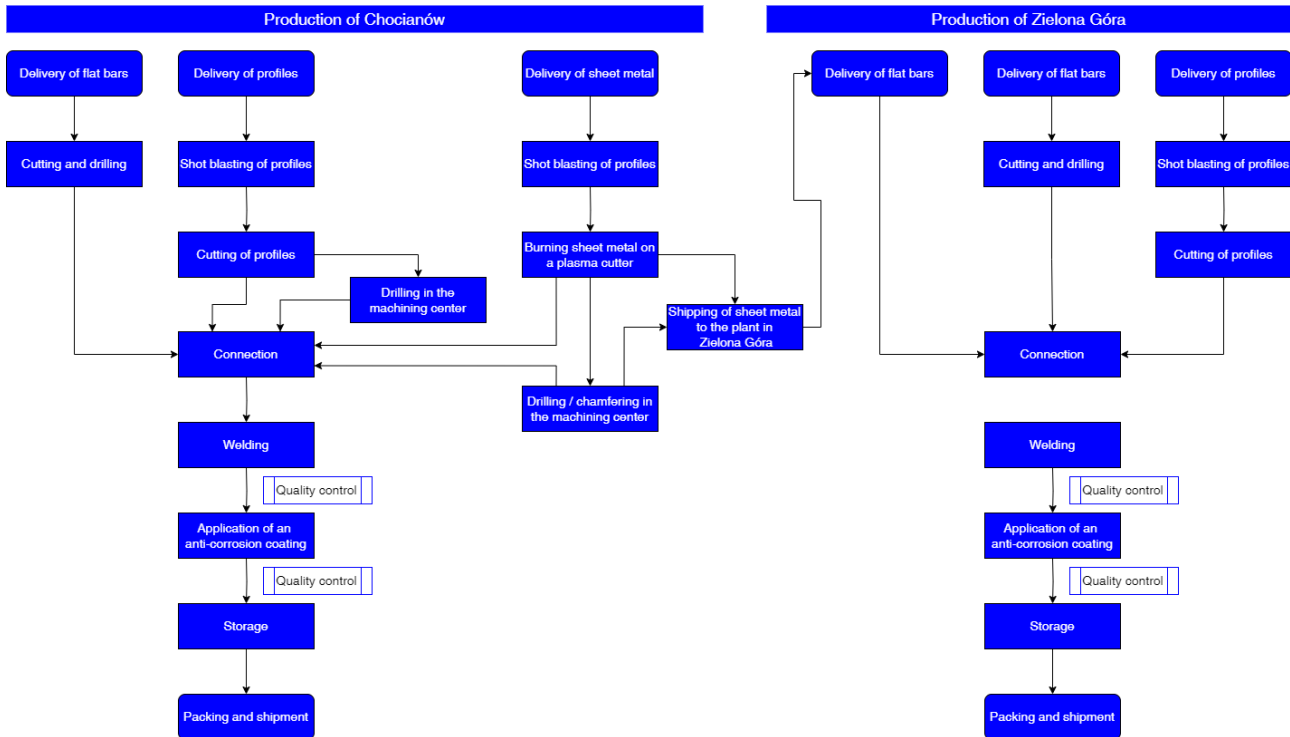 Production of Chocianów
Production of Zielona Góra
Delivery of flat bars
Delivery of profiles
Delivery of sheet metal
Delivery of flat bars
Delivery of flat bars
Delivery of profiles
Cutting and drilling
Shot blasting of profiles
Shot blasting of profiles
Cutting and drilling
Shot blasting of profiles
Cutting of profiles
Burning sheet metal on
a plasma cutter
Cutting of profiles
Drilling in the
machining center
Shipping of sheet metal
to the plant in
Zielona Góra
Connection
Connection
Drilling / chamfering in
the machining center
Welding
Welding
Quality control
Quality control
Application of an
anti-corrosion coating
Application of an
anti-corrosion coating
Quality control
Quality control
Storage
Storage
Packing and shipment
Packing and shipment